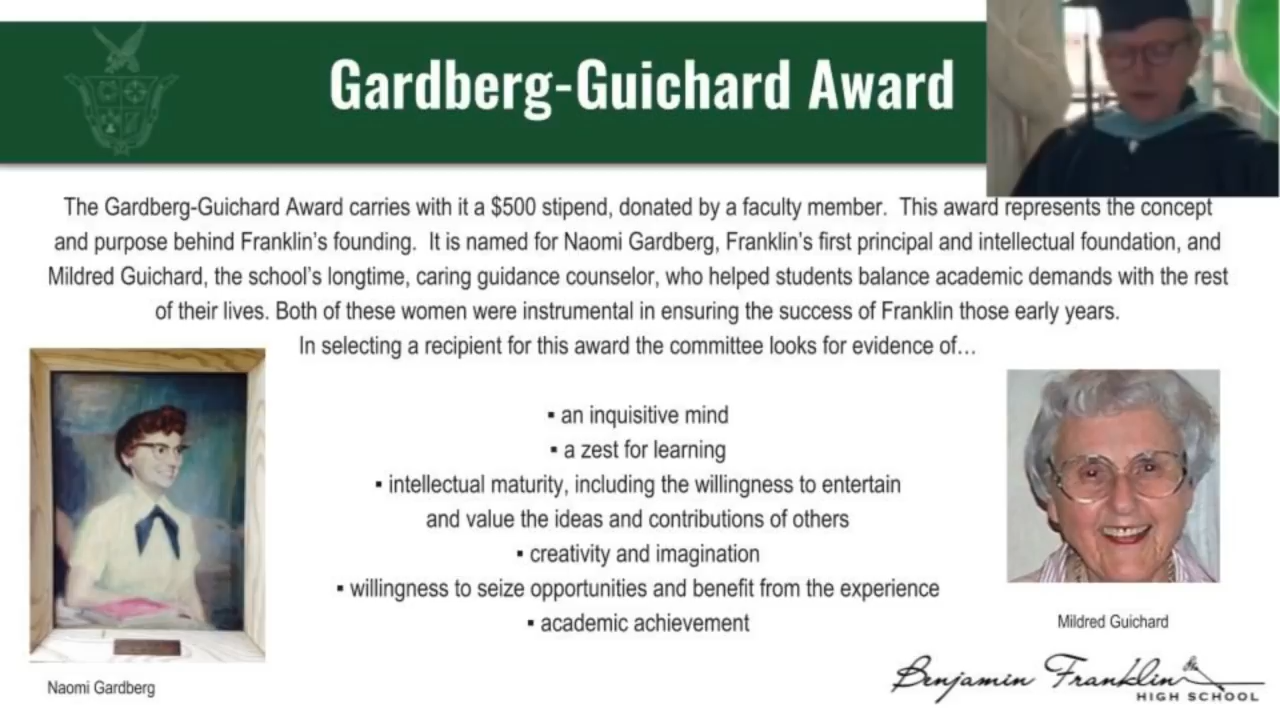 Gardberg-Guichard Award
The Gardberg-Guichard Award carries with it a $500 stipend, donated by a faculty member.  This award represents the concept
and purpose behind Franklin's founding.  It is named for Naomi Gardberg, Franklin's first principal and intellectual foundation, and
Mildred Guichard, the school's longtime, caring guidance counselor, who helped students balance academic demands with the rest
of their lives. Both of these women were instrumental in ensuring the success of Franklin those early years.
In selecting a recipient for this award the committee looks for evidence of…
▪ an inquisitive mind
▪ a zest for learning
▪ intellectual maturity, including the willingness to entertain
and value the ideas and contributions of others
▪ creativity and imagination
▪ willingness to seize opportunities and benefit from the experience
▪ academic achievement
Mildred Guichard
Naomi Gardberg
Benjamin Franklin
HIGH SCHOOL